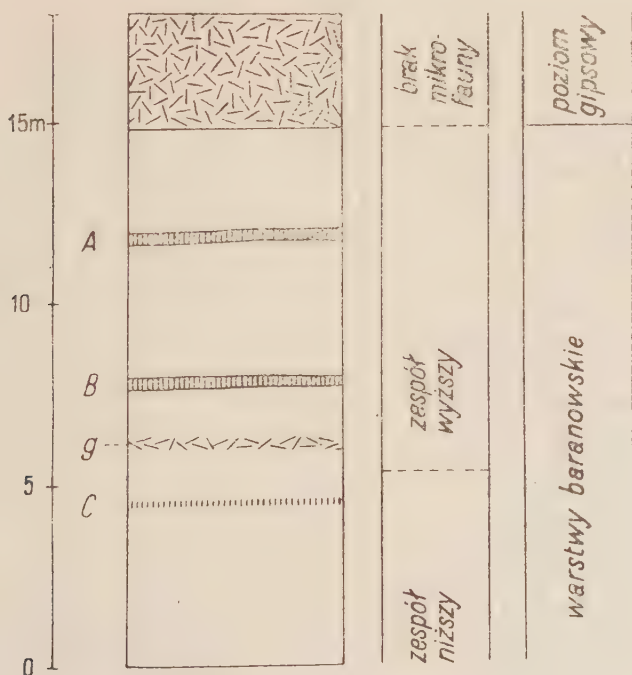 brak
mikro-
fauny
poziom
gipsowy
15m
A
10
B
zespół
wyższy
warstwy baranowskie
g
5
C
zespół
niższy
0